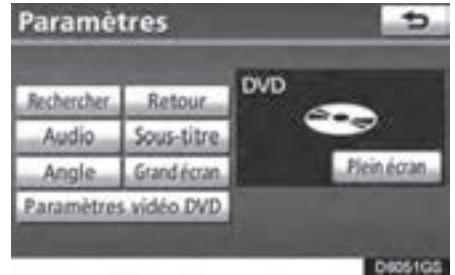 Paramètres
Rechercher
Retour
DVD
Audio
Sous-titre
Angle
Grand écran
Plein écran
Paramètres vidéo DVD
D8051GS